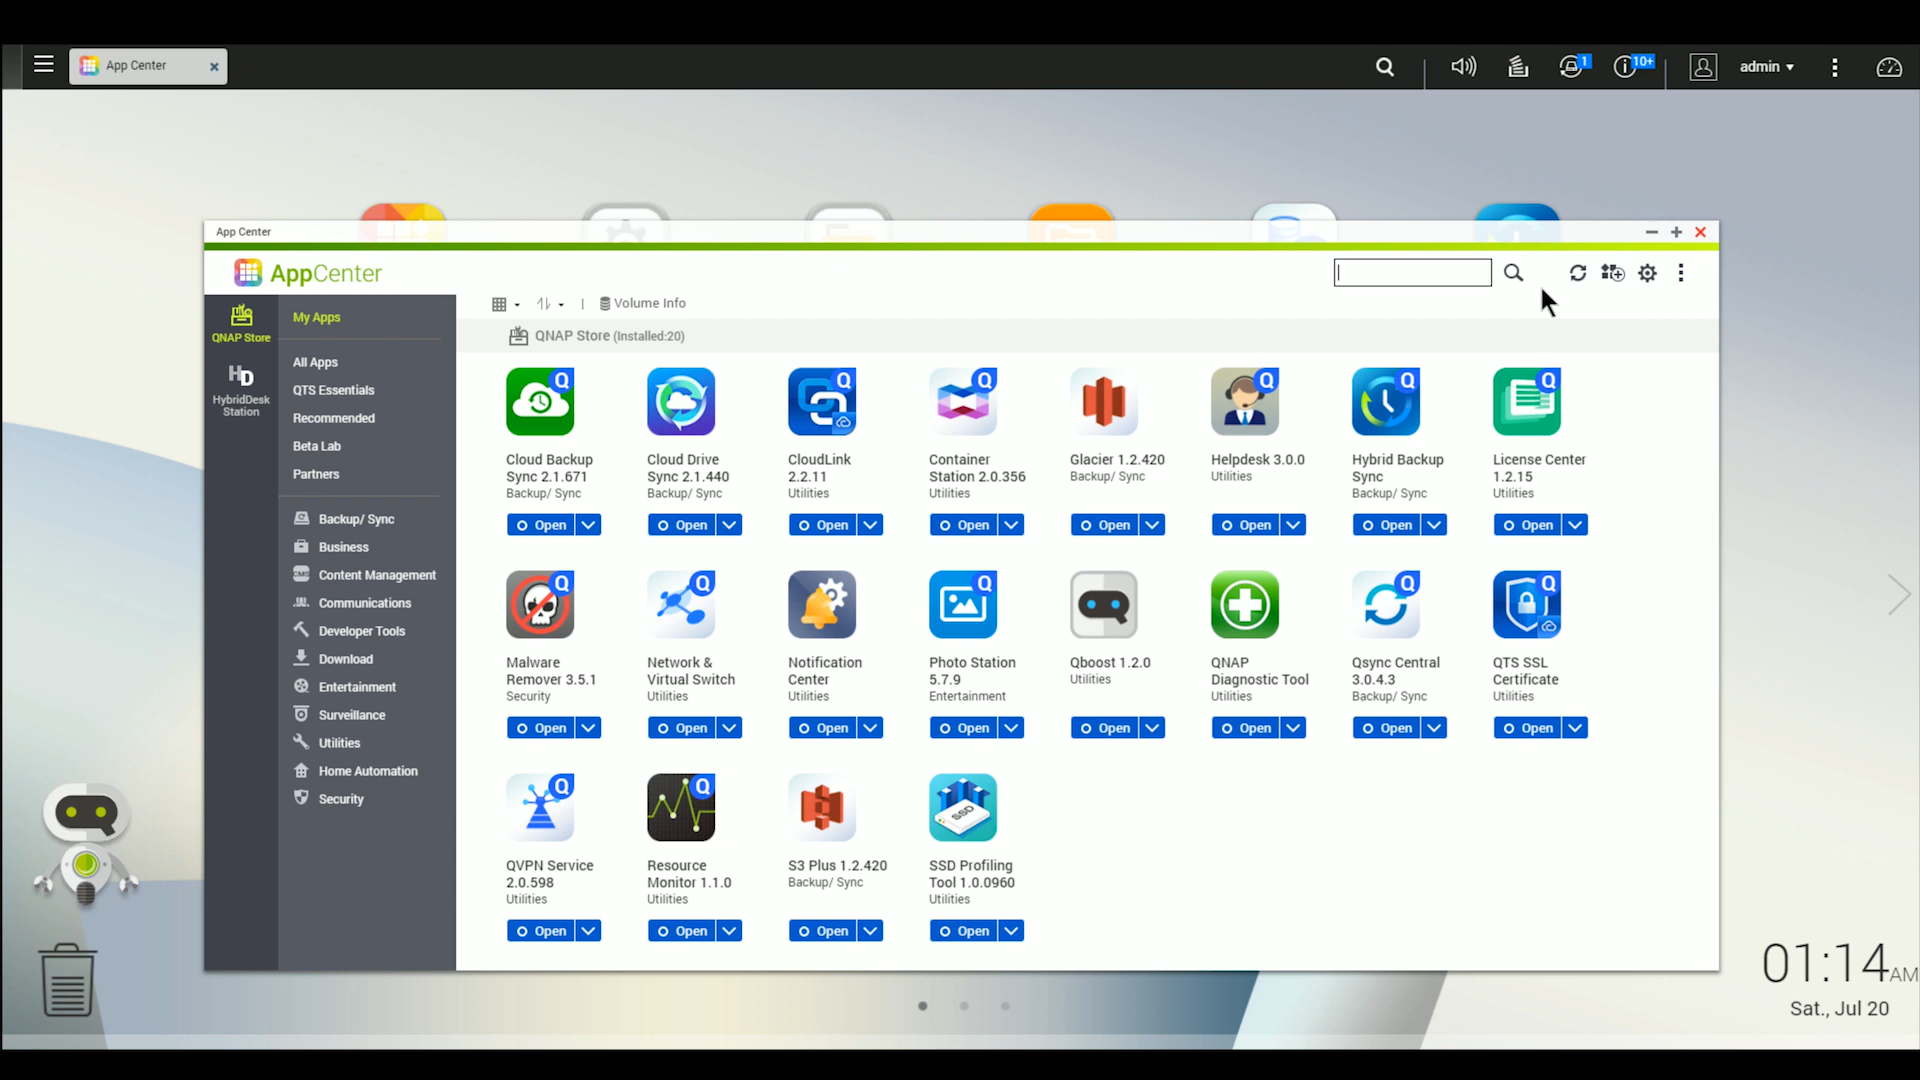 App Center
1
10+
admin
App Center
AppCenter
QNAP Store
HD
HybridDesk
Station
My Apps
All Apps
QTS Essentials
Recommended
Beta Lab
Partners
Backup/ Sync
Business
CMS
Content Management
Communications
Developer Tools
Download
Entertainment
Surveillance
Utilities
Home Automation
Security
Volume Info
QNAP Store (Installed:20)
Q
Cloud Backup
Sync 2.1.671
Backup/ Sync
Open
Cloud Drive
Sync 2.1.440
Backup/ Sync
Open
Q
CloudLink
2.2.11
Utilities
Open
Q
Container
Station 2.0.356
Utilities
Open
Glacier 1.2.420
Backup/ Sync
Open
Q
Helpdesk 3.0.0
Utilities
Open
Q
Hybrid Backup
Sync
Backup/ Sync
Open
Q
License Center
1.2.15
Utilities
Open
Q
Malware
Remover 3.5.1
Security
Open
Q
Network &
Virtual Switch
Utilities
Open
Notification
Center
Utilities
Open
Q
Photo Station
5.7.9
Entertainment
Open
Qboost 1.2.0
Utilities
Open
QNAP
Diagnostic Tool
Utilities
Open
Q
Qsync Central
3.0.4.3
Backup/ Sync
Open
Q
QTS SSL
Certificate
Utilities
Open
Q
QVPN Service
2.0.598
Utilities
Open
Q
Resource
Monitor 1.1.0
Utilities
Open
S3 Plus 1.2.420
Backup/ Sync
Open
SSD
SSD Profiling
Tool 1.0.0960
Utilities
Open
01:14 AM
Sat., Jul 20